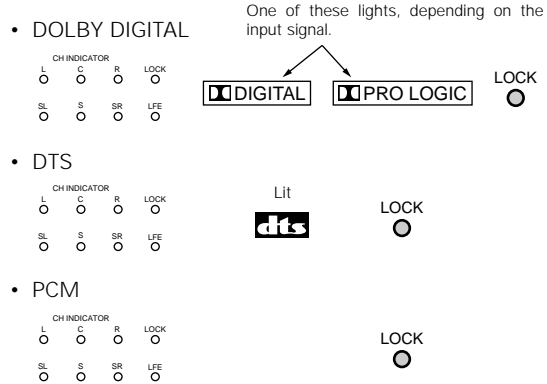 One of these lights, depending on the
input signal.
• DOLBY DIGITAL
CH INDICATOR
L C R LOCK
SL S SR LFE
DIGITAL PRO LOGIC LOCK
• DTS
CH INDICATOR
L C R LOCK
SL S SR LFE
Lit
dts
LOCK
• PCM
CH INDICATOR
L C R LOCK
SL S SR LFE
LOCK